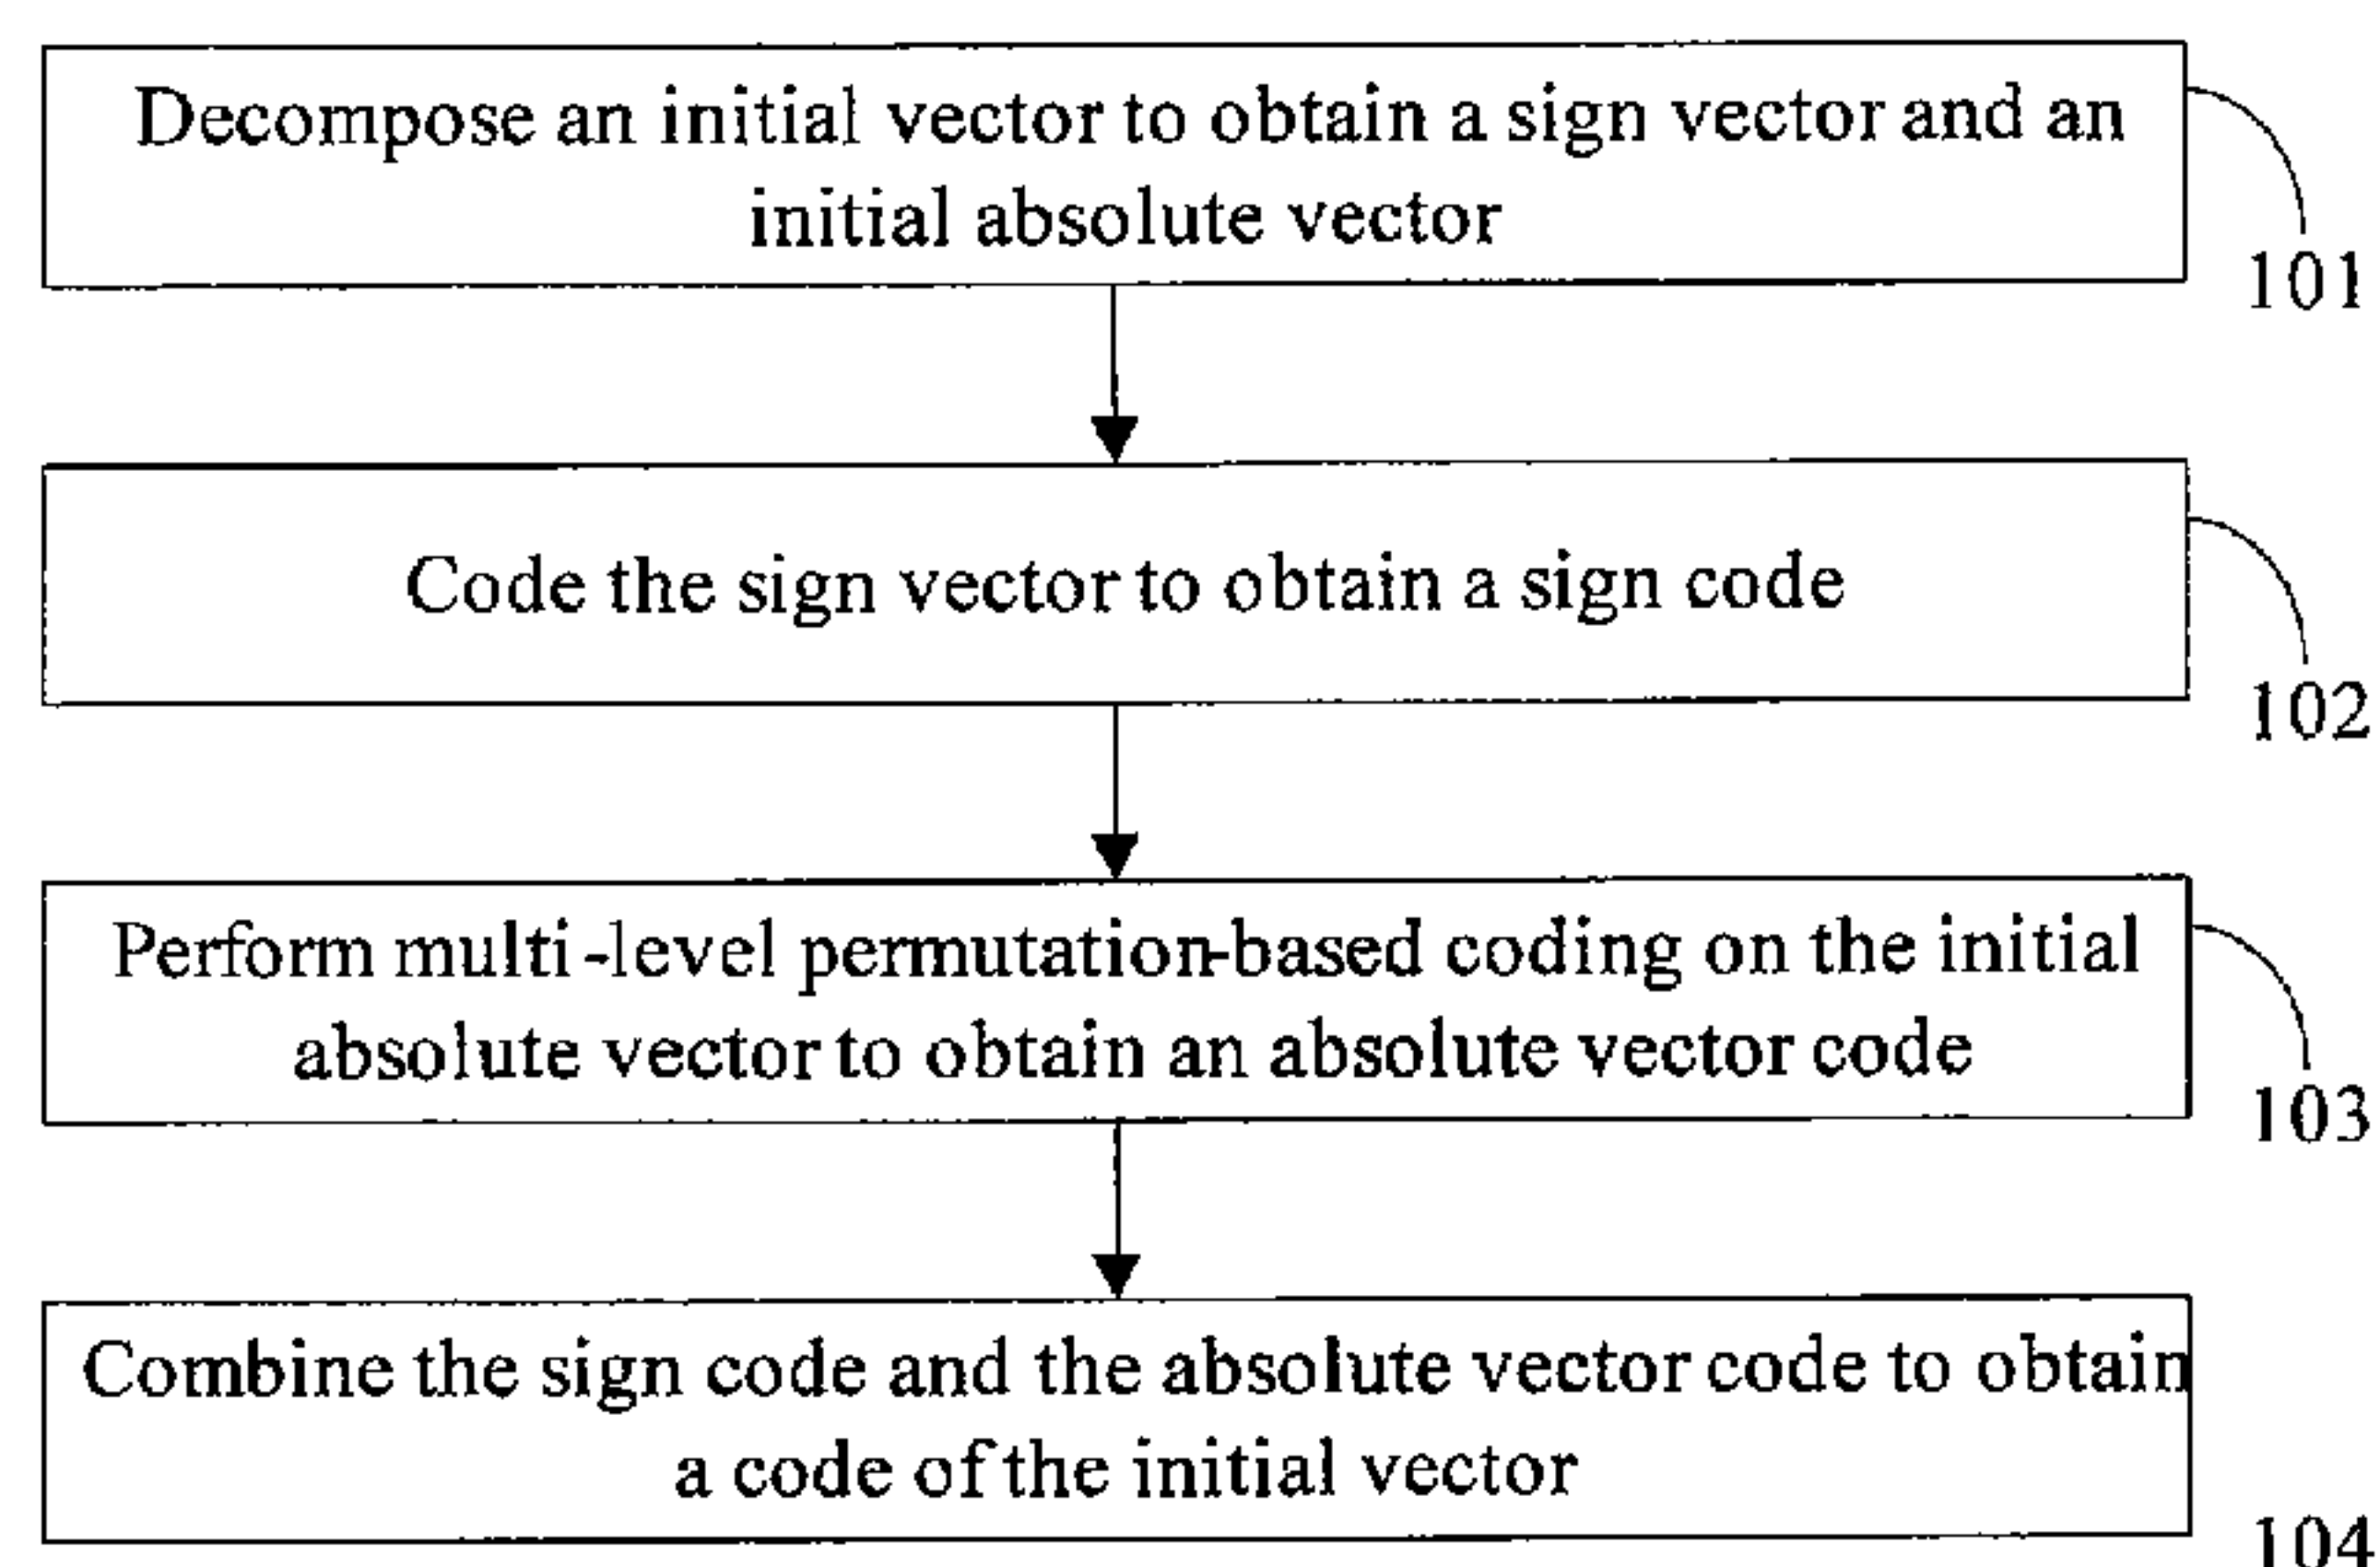 Decompose an initial vector to obtain a sign vector and an
initial absolute vector
101
Code the sign vector to obtain a sign code
102
Perform multi-level permutation-based coding on the initial
absolute vector to obtain an absolute vector code
103
Combine the sign code and the absolute vector code to obtain
a code of the initial vector
104